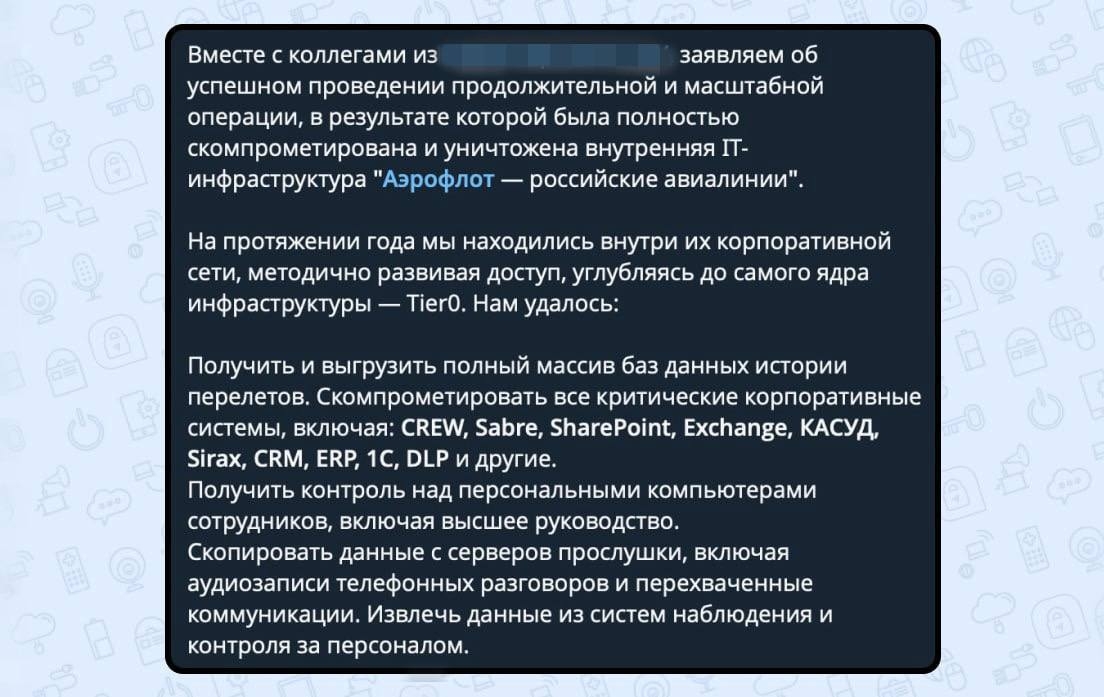 Вместе с коллегами из заявляем об
успешном проведении продолжительной и масштабной
операции, в результате которой была полностью
скомпрометирована и уничтожена внутренняя IT-
инфраструктура "Аэрофлот — российские авиалинии".
На протяжении года мы находились внутри их корпоративной
сети, методично развивая доступ, углубляясь до самого ядра
инфраструктуры — Tier0. Нам удалось:
Получить и выгрузить полный массив баз данных истории
перелетов. Скомпрометировать все критические корпоративные
системы, включая: CREW, Sabre, SharePoint, Exchange, КАСУД,
Sirax, CRM, ERP, 1С, DLP и другие.
Получить контроль над персональными компьютерами
сотрудников, включая высшее руководство.
Скопировать данные с серверов прослушки, включая
аудиозаписи телефонных разговоров и перехваченные
коммуникации. Извлечь данные из систем наблюдения и
контроля за персоналом.